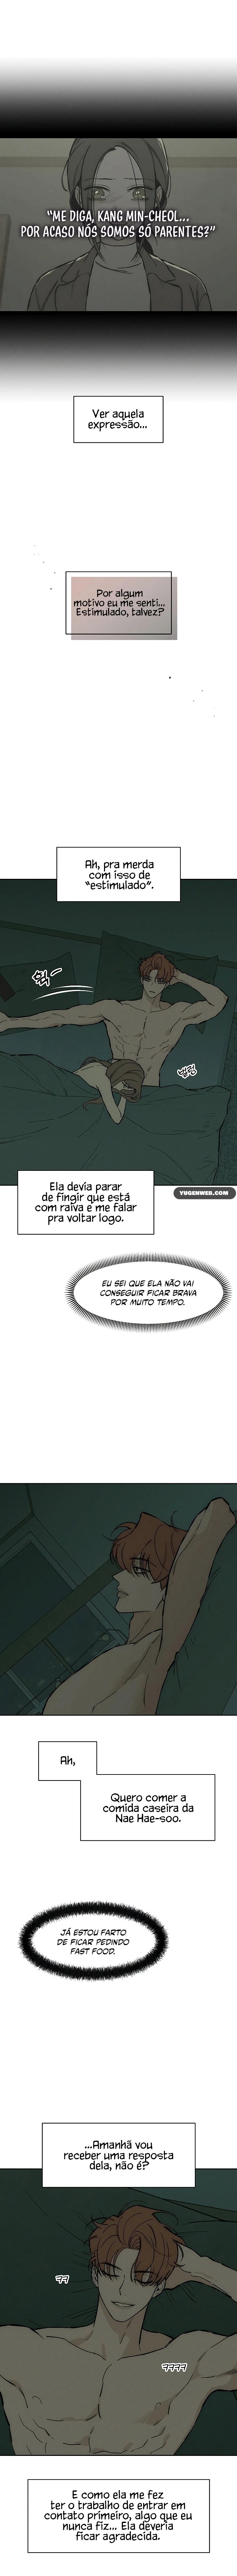 “ME DIGA, KANG MIN-CHEOL...
POR ACASO NÓS SOMOS SÓ PARENTES?”
Ver aquela
expressão...
Por algum
motivo eu me senti...
Estimulado, talvez?
Ah, pra merda
com isso de
“estimulado”.
YUGENWEB.COM
Ela devia parar
de fingir que está
com raiva e me falar
pra voltar logo.
EU SEI QUE ELA NÃO VAI
CONSEGUIR FICAR BRAVA
POR MUITO TEMPO.
Ah,
Quero comer a
comida caseira da
Nae Hae-soo.
JÁ ESTOU FARTO
DE FICAR PEDINDO
FAST FOOD.
...Amanhã vou
receber uma resposta
dela, não é?
ㅋㅋ
ㅋㅋㅋㅋ
E como ela me fez
ter o trabalho de entrar em
contato primeiro, algo que eu
nunca fiz... Ela deveria
ficar agradecida.